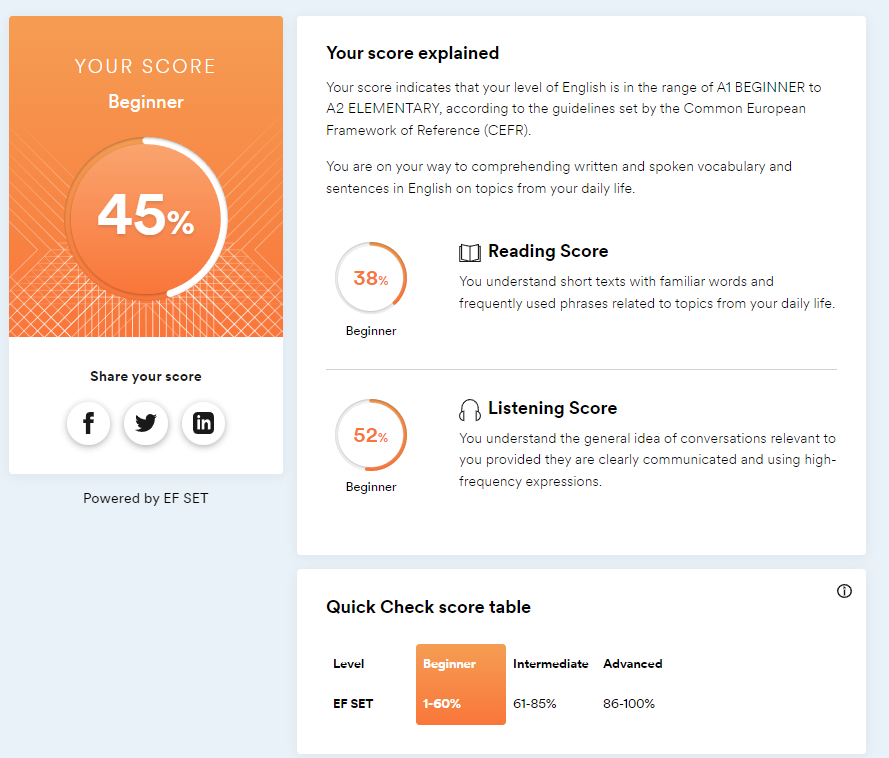 YOUR SCORE
Beginner
45%
Share your score
f
in
Powered by EF SET
Your score explained
Your score indicates that your level of English is in the range of A1 BEGINNER to
A2 ELEMENTARY, according to the guidelines set by the Common European
Framework of Reference (CEFR).
You are on your way to comprehending written and spoken vocabulary and
sentences in English on topics from your daily life.
38%
Beginner
Reading Score
You understand short texts with familiar words and
frequently used phrases related to topics from your daily life.
52%
Beginner
Listening Score
You understand the general idea of conversations relevant to
you provided they are clearly communicated and using high-
frequency expressions.
Quick Check score table
Level Beginner Intermediate Advanced
EF SET 1-60% 61-85% 86-100%